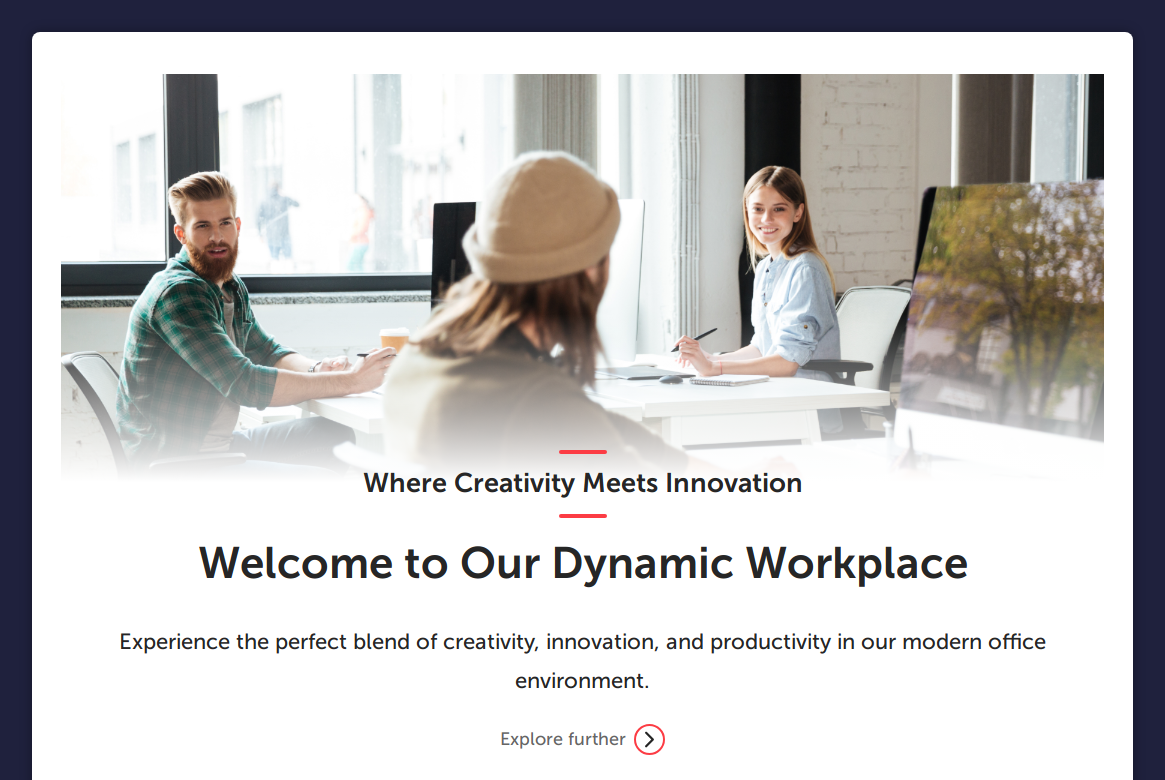 Where Creativity Meets Innovation
Welcome to Our Dynamic Workplace
Experience the perfect blend of creativity, innovation, and productivity in our modern office
environment.
Explore further